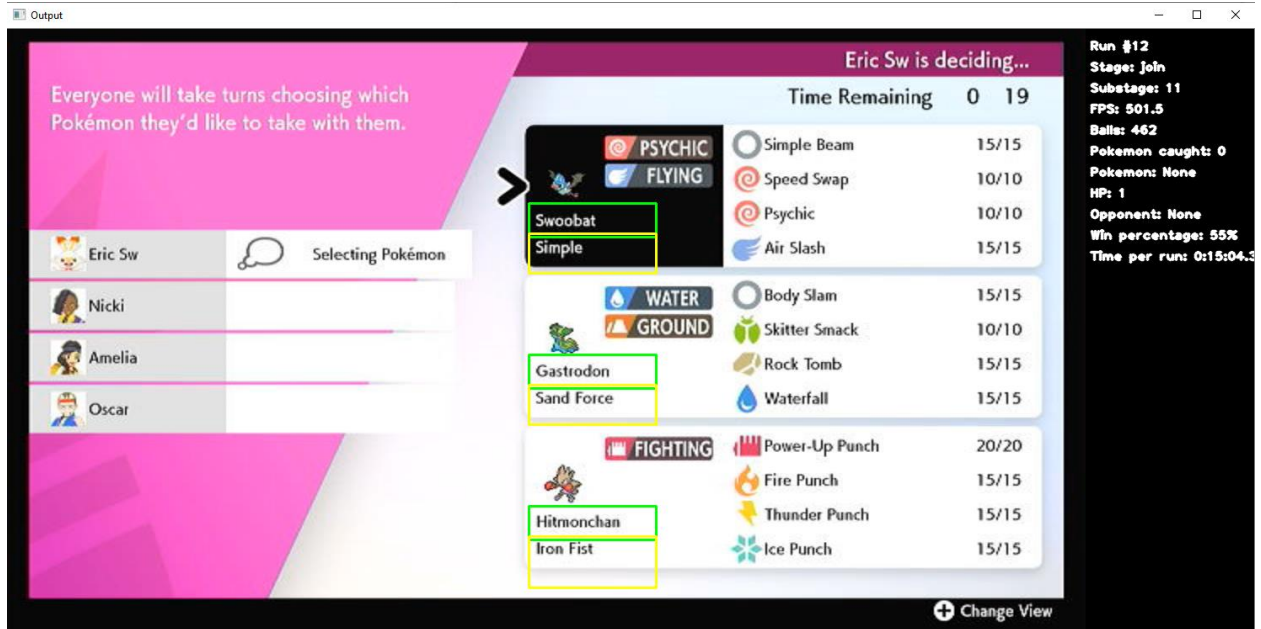 Output
Everyone will take turns choosing which
Pokémon they'd like to take with them.
Eric Sw
Selecting Pokémon
Nicki
Amelia
Oscar
Eric Sw is deciding...
Time Remaining 0 19
PSYCHIC
FLYING
Swoobat
Simple
Simple Beam 15/15
Speed Swap 10/10
Psychic 10/10
Air Slash 15/15
WATER
GROUND
Gastrodon
Sand Force
Body Slam 15/15
Skitter Smack 10/10
Rock Tomb 15/15
Waterfall 15/15
FIGHTING
Hitmonchan
Iron Fist
Power-Up Punch 20/20
Fire Punch 15/15
Thunder Punch 15/15
Ice Punch 15/15
Change View
Run #12
Stage: join
Substage: 11
FPS: 501.5
Balls: 462
Pokemon caught: 0
Pokemon: None
HP: 1
Opponent: None
Win percentage: 55%
Time per run: 0:15:04.3